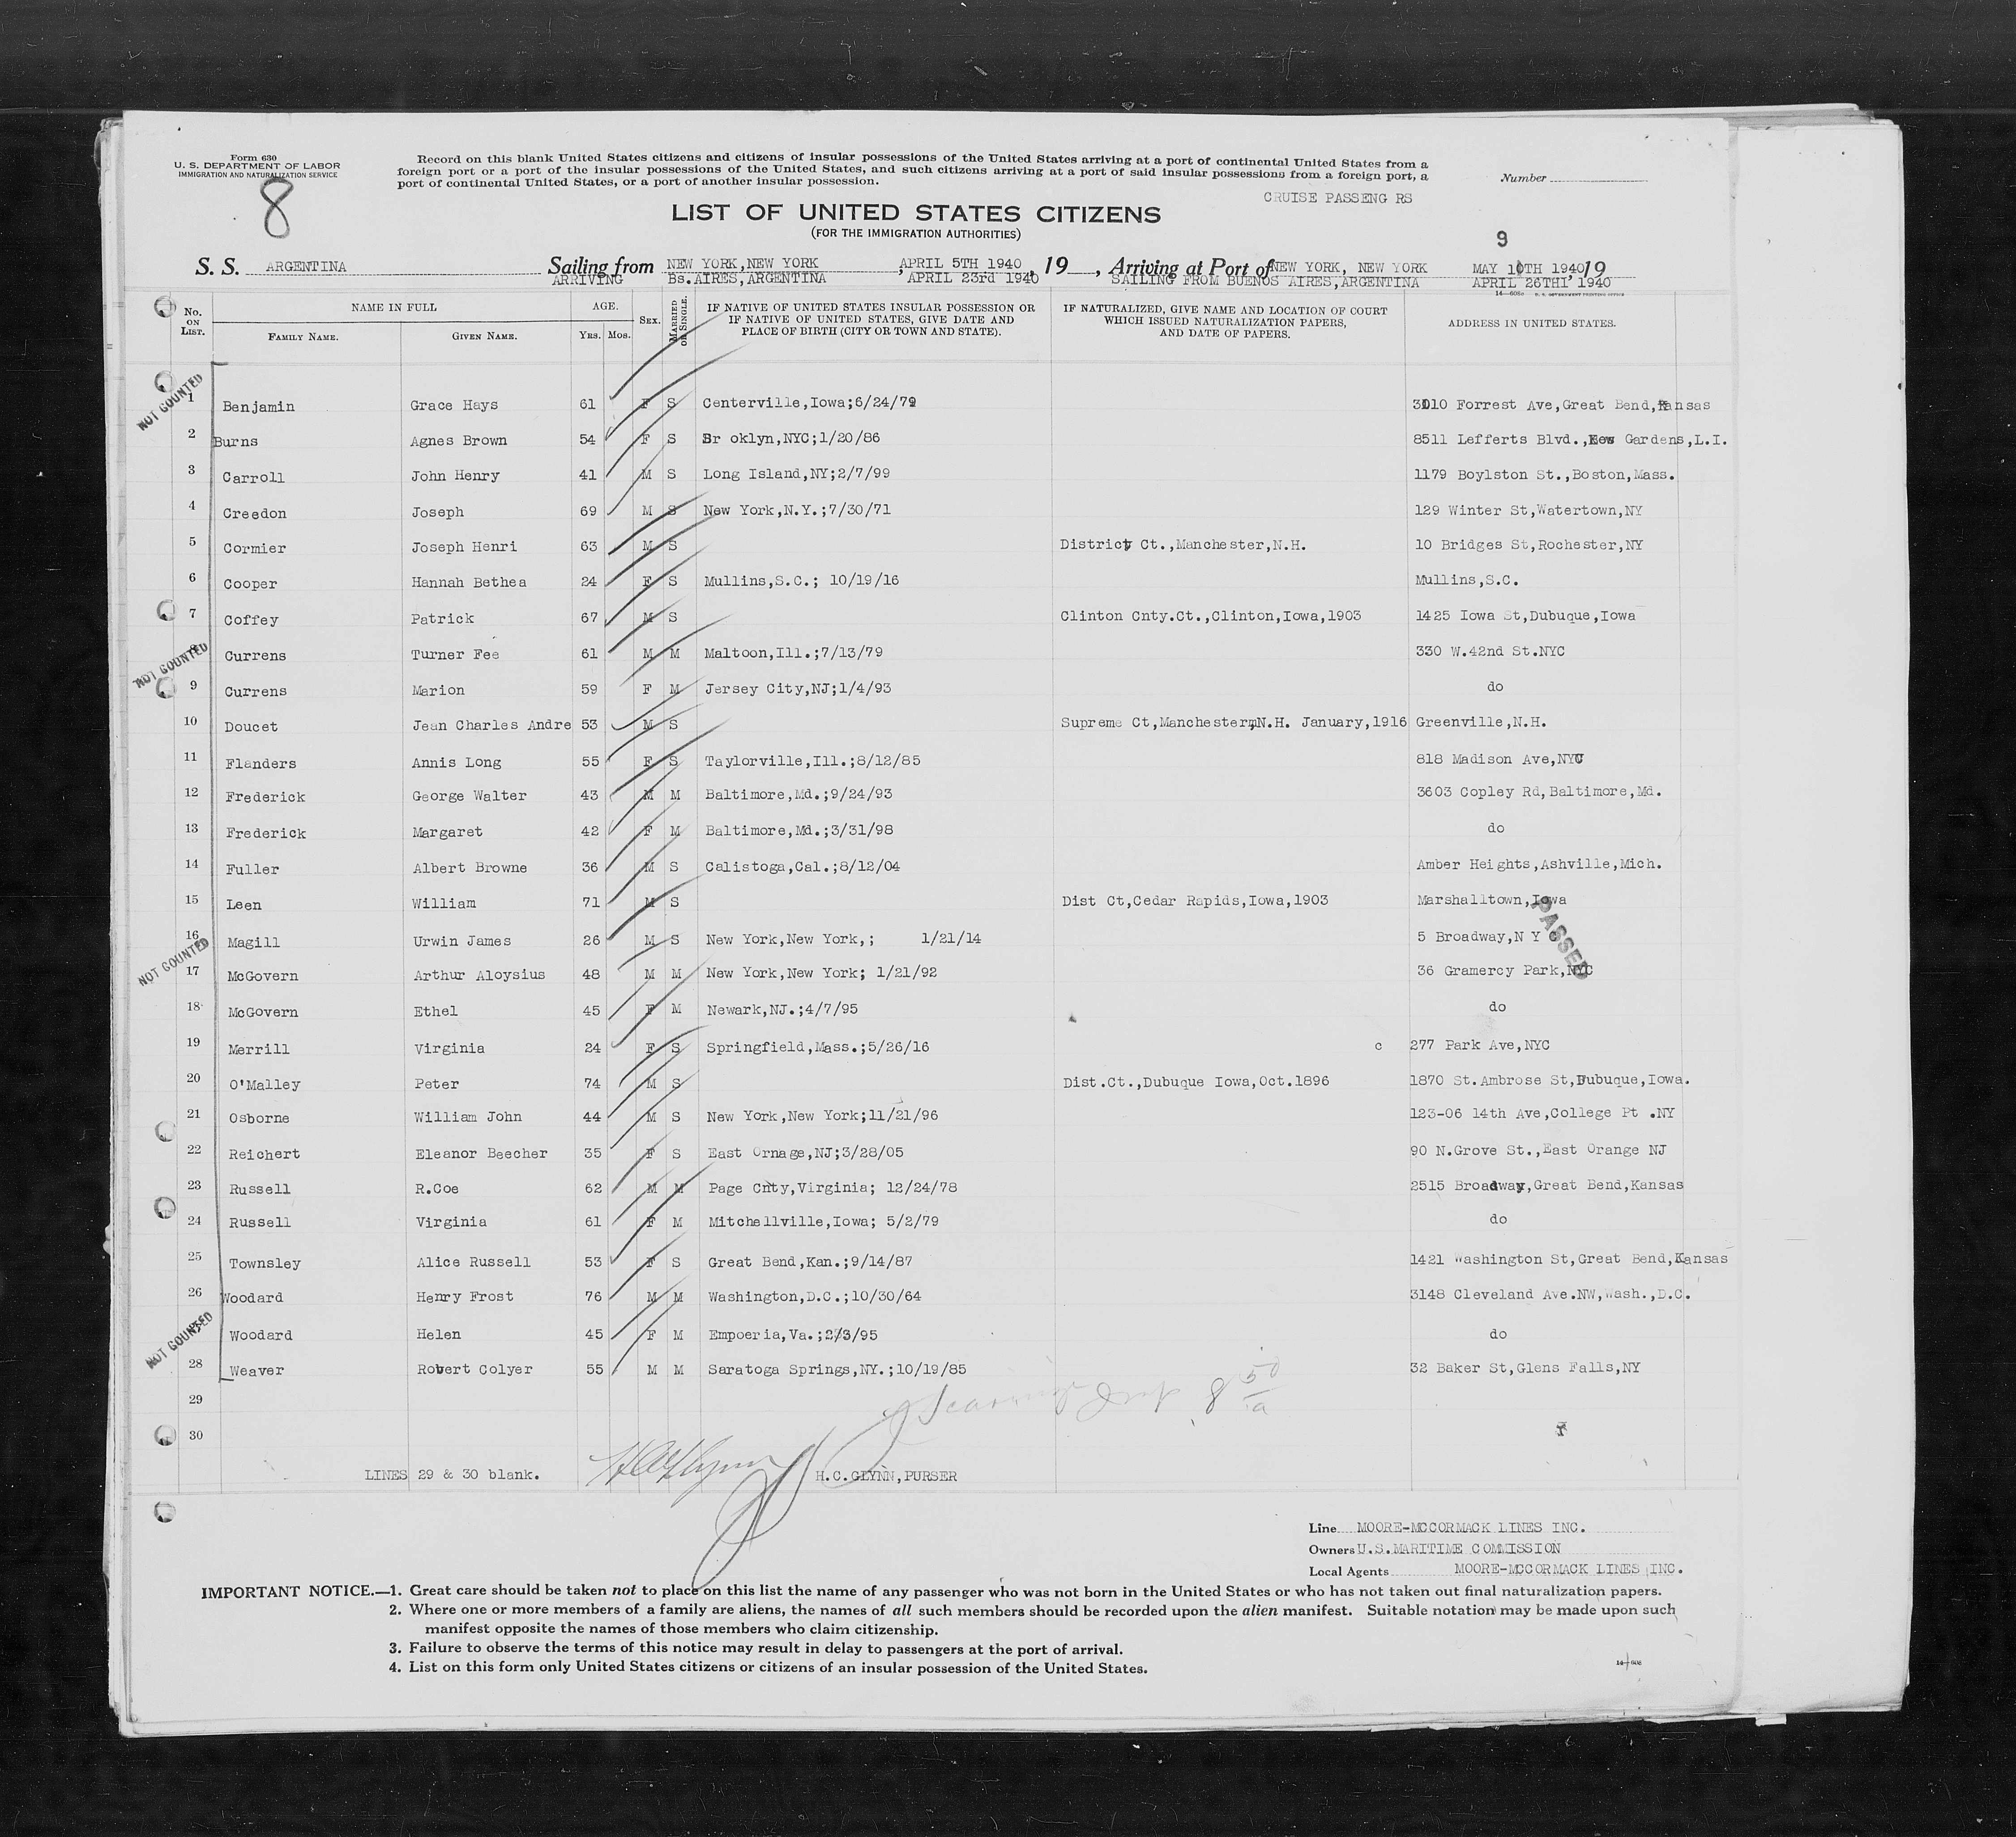 Form 630
U. S. DEPARTMENT OF LABOR
IMMIGRATION AND NATURALIZATION SERVICE
8
Record on this blank United States citizens and citizens of insular possessions of the United States arriving at a port of continental United States from a
foreign port or a port of the insular possessions of the United States, and such citizens arriving at a port of said insular possessions from a foreign port, a
port of continental United States, or a port of another insular possession.
Number
CRUISE PASSENG RS
LIST OF UNITED STATES CITIZENS
(FOR THE IMMIGRATION AUTHORITIES)
9
S. S. ARGENTINA Sailing from NEW YORK,NEW YORK , APRIL 5TH 1940 , 19 , Arriving at Port of NEW YORK, NEW YORK MAY 10TH 1940, 19
ARRIVING Bs.AIRES,ARGENTINA APRIL 23rd 1940 SAILING FROM BUENOS AIRES,ARGENTINA APRIL 26TH 1940
No. ON LIST. NAME IN FULL FAMILY NAME. GIVEN NAME. AGE. YRS. MOS. SEX. MARRIED OR SINGLE. IF NATIVE OF UNITED STATES INSULAR POSSESSION OR IF NATIVE OF UNITED STATES, GIVE DATE AND PLACE OF BIRTH (CITY OR TOWN AND STATE). IF NATURALIZED, GIVE NAME AND LOCATION OF COURT WHICH ISSUED NATURALIZATION PAPERS, AND DATE OF PAPERS. ADDRESS IN UNITED STATES.
NOT COUNTED
1 Benjamin Grace Hays 61 F S Centerville,Iowa;6/24/79 3010 Forrest Ave,Great Bend,Kansas
2 Burns Agnes Brown 54 F S Br oklyn,NYC;1/20/86 8511 Lefferts Blvd.,Kew Gardens,L.I.
3 Carroll John Henry 41 M S Long Island,NY;2/7/99 1179 Boylston St.,Boston,Mass.
4 Creedon Joseph 69 M S New York,N.Y.;7/30/71 129 Winter St,Watertown,NY
5 Cormier Joseph Henri 63 M S District Ct.,Manchester,N.H. 10 Bridges St,Rochester,NY
6 Cooper Hannah Bethea 24 F S Mullins,S.C.; 10/19/16 Mullins,S.C.
7 Coffey Patrick 67 M S Clinton Cnty.Ct.,Clinton,Iowa,1903 1425 Iowa St,Dubuque,Iowa
NOT COUNTED
8 Currens Turner Fee 61 M M Maltoon,Ill.;7/13/79 330 W.42nd St.NYC
9 Currens Marion 59 F M Jersey City,NJ;1/4/93 do
10 Doucet Jean Charles Andre 53 M S Supreme Ct,Manchester,N.H. January,1916 Greenville,N.H.
11 Flanders Annis Long 55 F S Taylorville,Ill.;8/12/85 818 Madison Ave,NYC
12 Frederick George Walter 43 M M Baltimore,Md.;9/24/93 3603 Copley Rd,Baltimore,Md.
13 Frederick Margaret 42 F M Baltimore,Md.;3/31/98 do
14 Fuller Albert Browne 36 M S Calistoga,Cal.;8/12/04 Amber Heights,Ashville,Mich.
15 Leen William 71 M S Dist Ct,Cedar Rapids,Iowa,1903 Marshalltown,Iowa
PASSED
16 Magill Urwin James 26 M S New York,New York,; 1/21/14 5 Broadway,N Y C
NOT COUNTED
17 McGovern Arthur Aloysius 48 M M New York,New York; 1/21/92 36 Gramercy Park,NYC
18 McGovern Ethel 45 F M Newark,NJ.;4/7/95 do
19 Merrill Virginia 24 F S Springfield,Mass.;5/26/16 c 277 Park Ave,NYC
20 O'Malley Peter 74 M S Dist.Ct.,Dubuque Iowa,Oct.1896 1870 St.Ambrose St,Dubuque,Iowa.
21 Osborne William John 44 M S New York,New York;11/21/96 123-06 14th Ave,College Pt .NY
22 Reichert Eleanor Beecher 35 F S East Ornage,NJ;3/28/05 90 N.Grove St.,East Orange NJ
23 Russell R.Coe 62 M M Page Cnty,Virginia; 12/24/78 2515 Broadway,Great Bend,Kansas
24 Russell Virginia 61 F M Mitchellville,Iowa; 5/2/79 do
25 Townsley Alice Russell 53 F S Great Bend,Kan.;9/14/87 1421 Washington St,Great Bend,Kansas
26 Woodard Henry Frost 76 M M Washington,D.C.;10/30/64 3148 Cleveland Ave.NW,Wash.,D.C.
NOT COUNTED
27 Woodard Helen 45 F M Empoeria,Va.;2/3/95 do
28 Weaver Robert Colyer 55 M M Saratoga Springs,NY.;10/19/85 32 Baker St,Glens Falls,NY
29
30
LINES 29 & 30 blank. H.C.GLYNN,PURSER
Line MOORE-MCCORMACK LINES INC.
Owners U.S.MARITIME COMMISSION
Local Agents MOORE-MCCORMACK LINES INC.
IMPORTANT NOTICE.—1. Great care should be taken not to place on this list the name of any passenger who was not born in the United States or who has not taken out final naturalization papers.
2. Where one or more members of a family are aliens, the names of all such members should be recorded upon the alien manifest. Suitable notation may be made upon such
manifest opposite the names of those members who claim citizenship.
3. Failure to observe the terms of this notice may result in delay to passengers at the port of arrival.
4. List on this form only United States citizens or citizens of an insular possession of the United States.